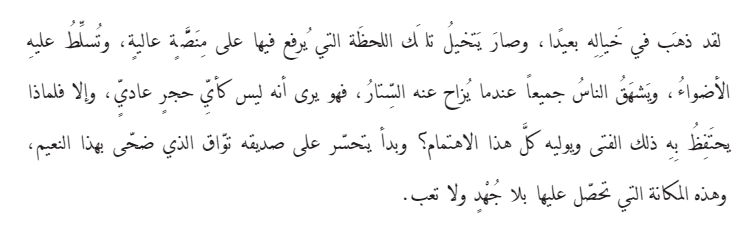 لقد ذهَب في خَيالِه بعيدًا، وصارَ يَتخيلُ تلك اللحظَة التي يُرفع فيها على مِنَصَّة عالية، وتُسلَّطُ عليهِ
الأضواءُ، ويَشهَقُ الناسُ جميعاً عندما يُزاح عنه السِّتارُ، فهو يرى أنه ليس كأيِّ حجرٍ عاديّ، وإلا فلماذا
يحتَفِظُ بِه ذلك الفتى ويوليه كلَّ هذا الاهتمام؟ وبدأ يتحسّر على صديقه توّاق الذي ضحّى بهذا النعيم،
وهذه المكانة التي تحصّل عليها بلا جُهْدٍ ولا تعب.